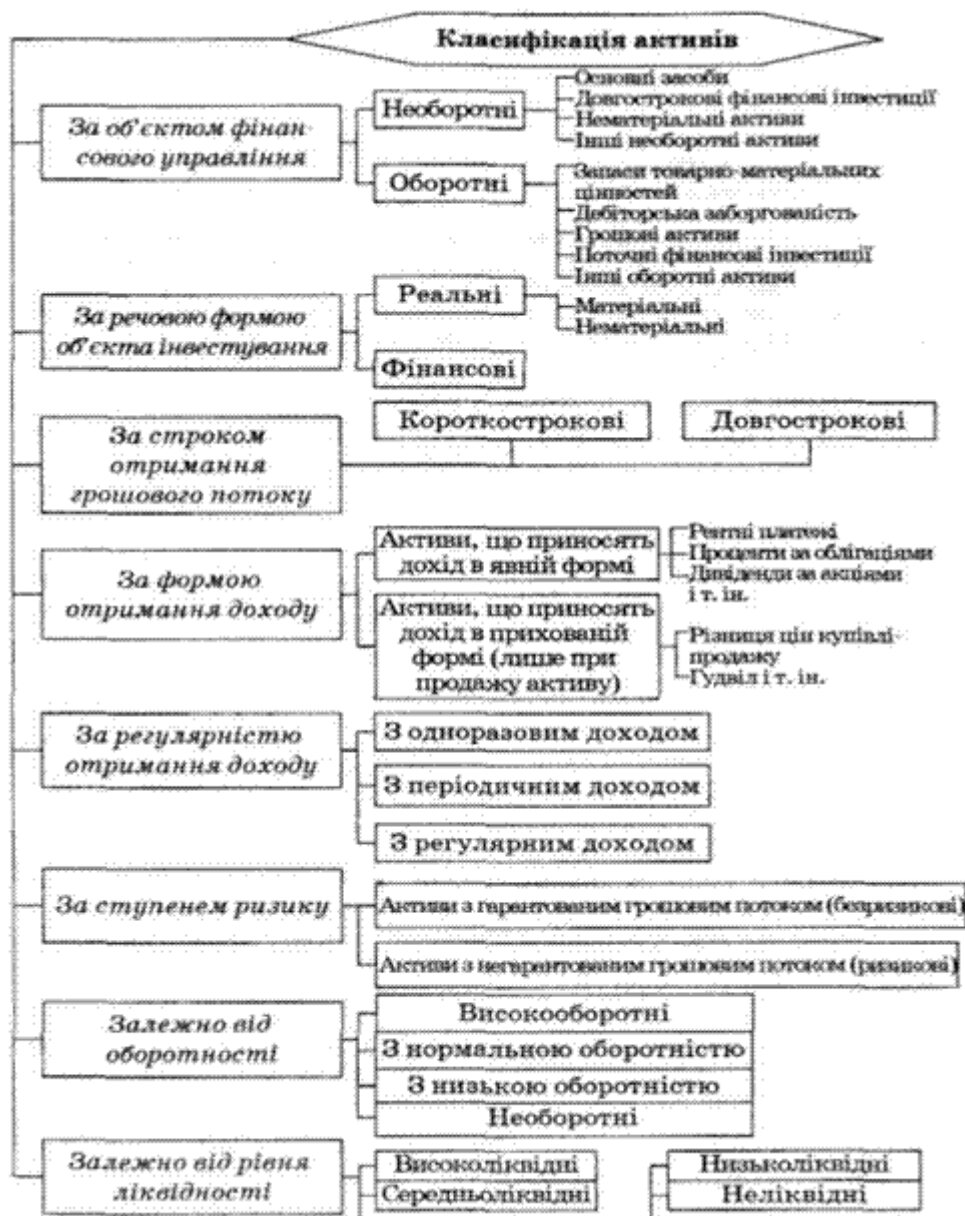 Класифікація активів
За об'єктом фінан-
сового управління
Необоротні
Основні засоби
Довгострокові фінансові інвестиції
Нематеріальні активи
Інші необоротні активи
Оборотні
Запаси товарно-матеріальних
цінностей
Дебіторська заборгованість
Грошові активи
Поточні фінансові інвестиції
Інші оборотні активи
За речовою формою
об'єкта інвестування
Реальні
Матеріальні
Нематеріальні
Фінансові
За строком
отримання
грошового потоку
Короткострокові
Довгострокові
За формою
отримання доходу
Активи, що приносять
дохід в явній формі
Рентні платежі
Проценти за облігаціями
Дивіденди за акціями
і т. ін.
Активи, що приносять
дохід в прихованій
формі (лише при
продажу активу)
Різниця цін купівлі-
продажу
Гудвіл і т. ін.
За регулярністю
отримання доходу
З одноразовим доходом
З періодичним доходом
З регулярним доходом
За ступенем ризику
Активи з гарантованим грошовим потоком (безризикові)
Активи з негарантованим грошовим потоком (ризикові)
Залежно від
оборотності
Високооборотні
З нормальною оборотністю
З низькою оборотністю
Необоротні
Залежно від рівня
ліквідності
Високоліквідні
Середньоліквідні
Низьколіквідні
Неліквідні